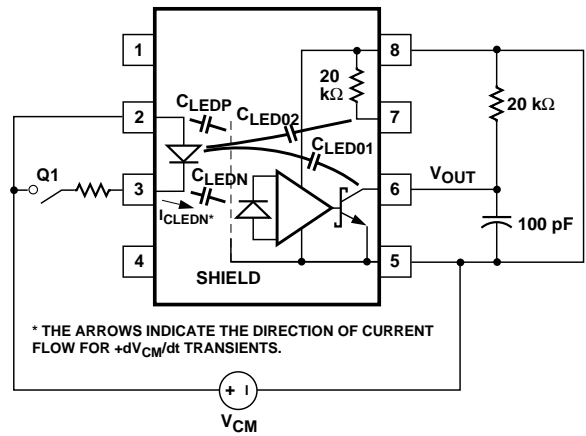 1
8
20
kΩ
CLEDP
CLED02
20 kΩ
2
7
CLED01
Q1
CLEDN
VOUT
3
6
ICLEDN*
100 pF
4
5
SHIELD
* THE ARROWS INDICATE THE DIRECTION OF CURRENT
FLOW FOR +dVCM/dt TRANSIENTS.
+ –
VCM